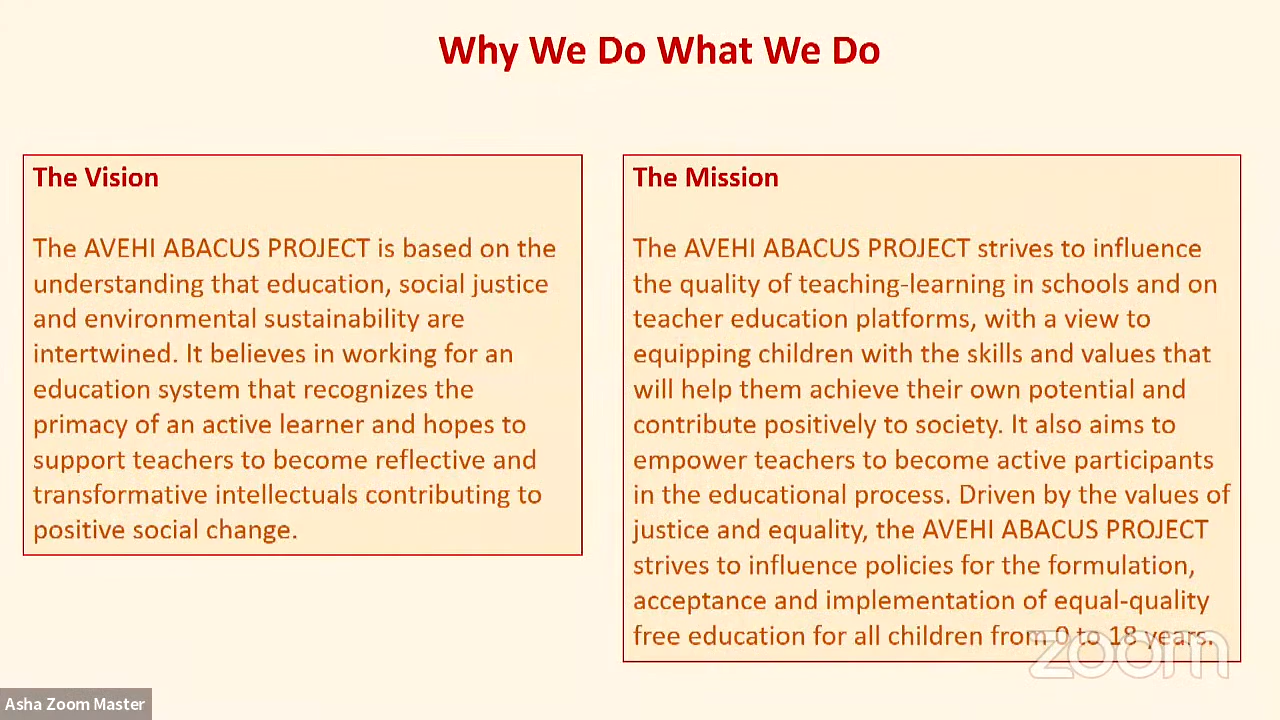 Why We Do What We Do
The Vision
The AVEHI ABACUS PROJECT is based on the
understanding that education, social justice
and environmental sustainability are
intertwined. It believes in working for an
education system that recognizes the
primacy of an active learner and hopes to
support teachers to become reflective and
transformative intellectuals contributing to
positive social change.
The Mission
The AVEHI ABACUS PROJECT strives to influence
the quality of teaching-learning in schools and on
teacher education platforms, with a view to
equipping children with the skills and values that
will help them achieve their own potential and
contribute positively to society. It also aims to
empower teachers to become active participants
in the educational process. Driven by the values of
justice and equality, the AVEHI ABACUS PROJECT
strives to influence policies for the formulation,
acceptance and implementation of equal-quality
free education for all children from 0 to 18 years.
zoom
Asha Zoom Master